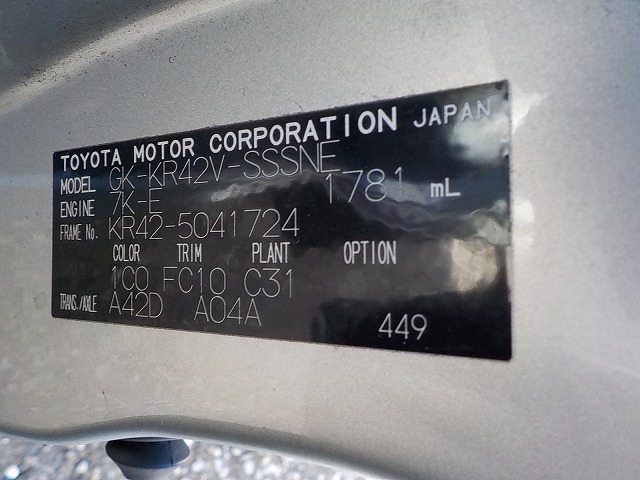 TOYOTA MOTOR CORPORATION JAPAN
MODEL GK-KR42V-SSSNE
ENGINE 7K-E 1781 mL
FRAME No. KR42-5041724
COLOR TRIM PLANT OPTION
1C0 FC10 C31
TRANS./AXLE A42D A04A
449